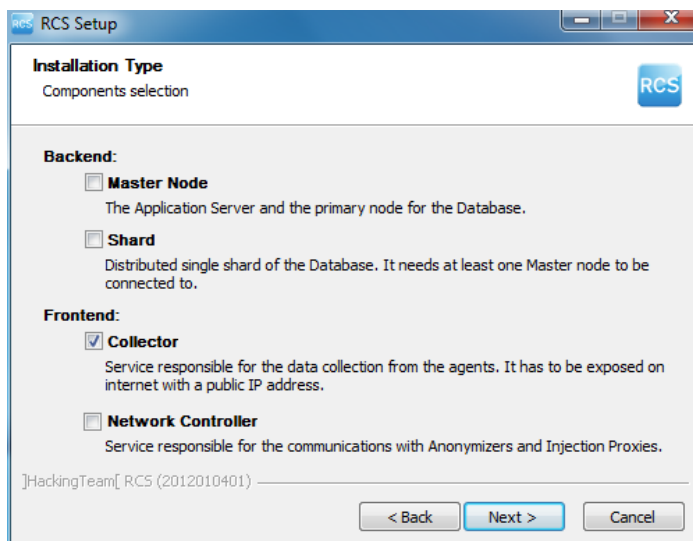 RCS RCS Setup
Installation Type
Components selection
RCS
Backend:
Master Node
The Application Server and the primary node for the Database.
Shard
Distributed single shard of the Database. It needs at least one Master node to be
connected to.
Frontend:
Collector
Service responsible for the data collection from the agents. It has to be exposed on
internet with a public IP address.
Network Controller
Service responsible for the communications with Anonymizers and Injection Proxies.
]HackingTeam[ RCS (2012010401)
< Back Next > Cancel